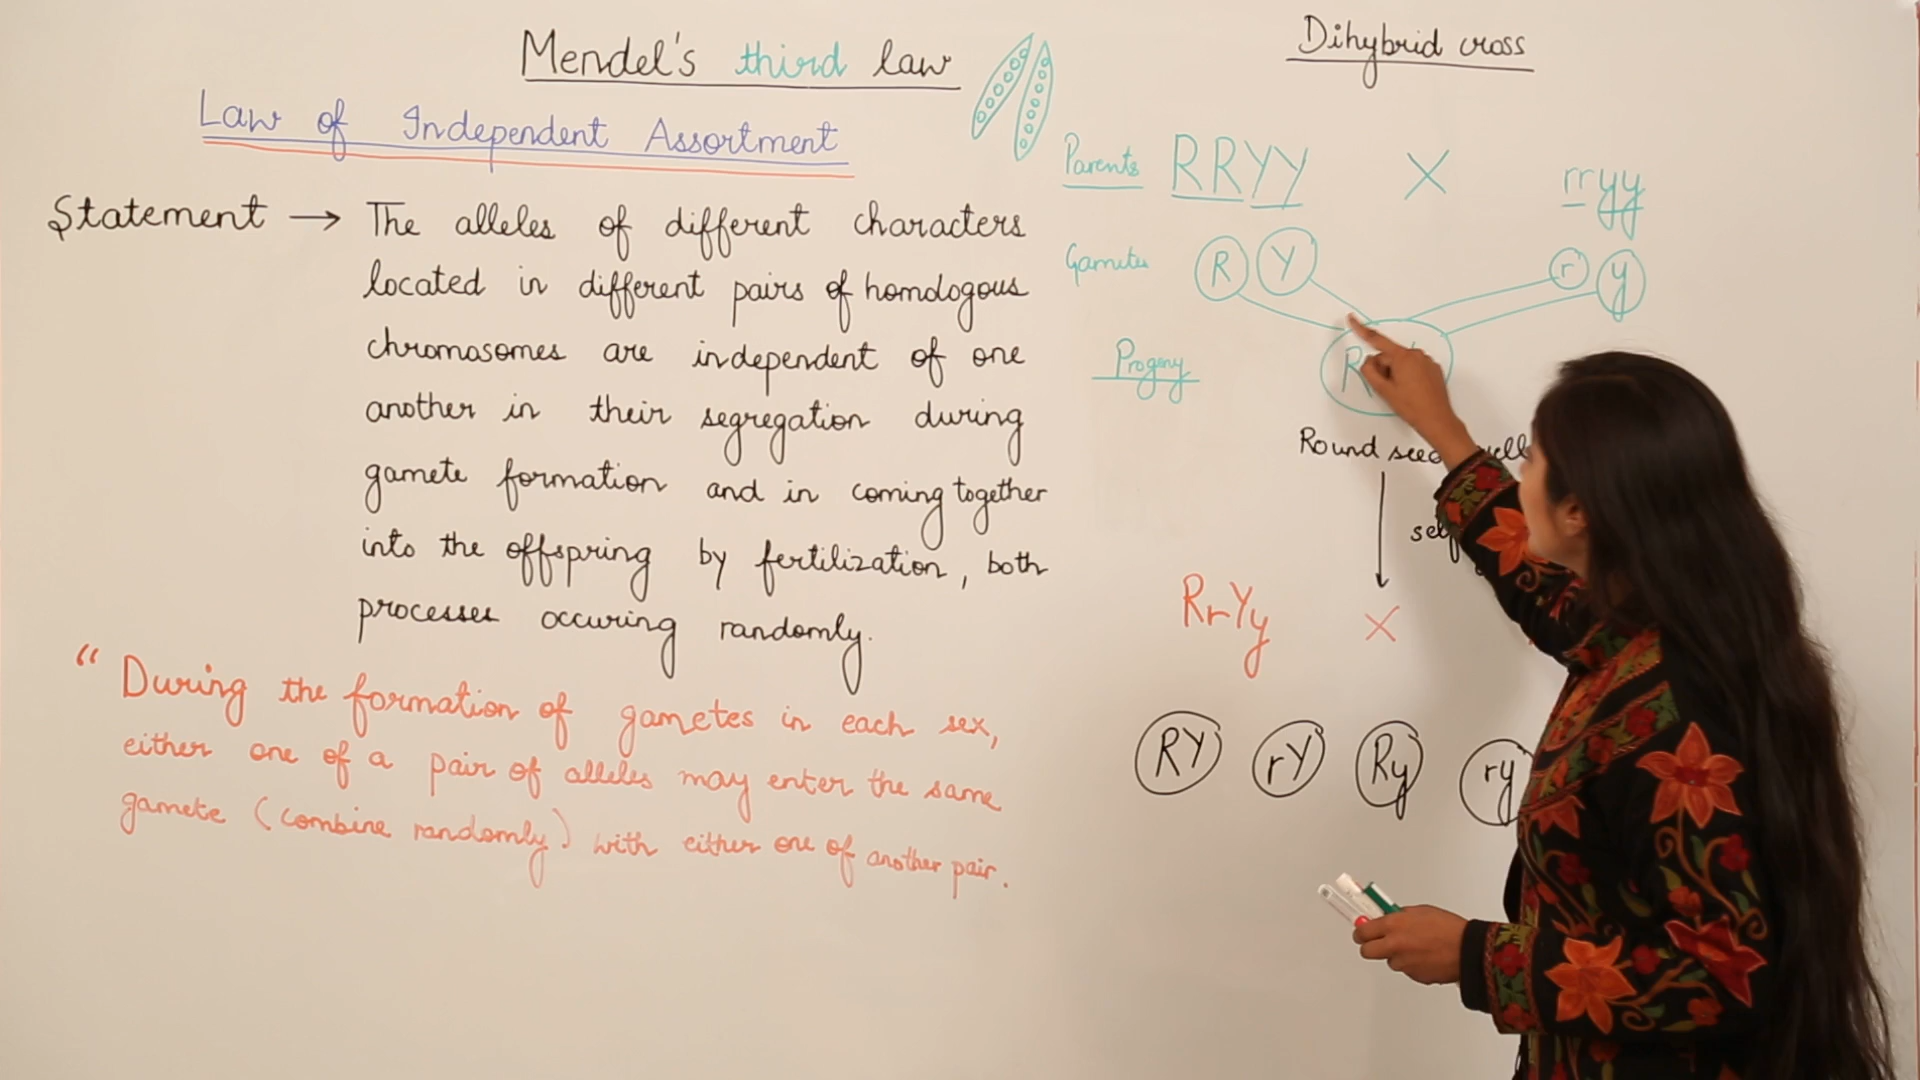 Mendel's third law
Law of Independent Assortment
Statement → The alleles of different characters
located in different pairs of homologous
chromosomes are independent of one
another in their segregation during
gamete formation and in coming together
into the offspring by fertilization, both
processes occuring randomly.
“ During the formation of gametes in each sex,
either one of a pair of alleles may enter the same
gamete (combine randomly) with either one of another pair.
Dihybrid cross
Parents RRYY X rryy
Gametes R Y r y
Progeny R
Round seed
RrYy X
RY rY Ry ry